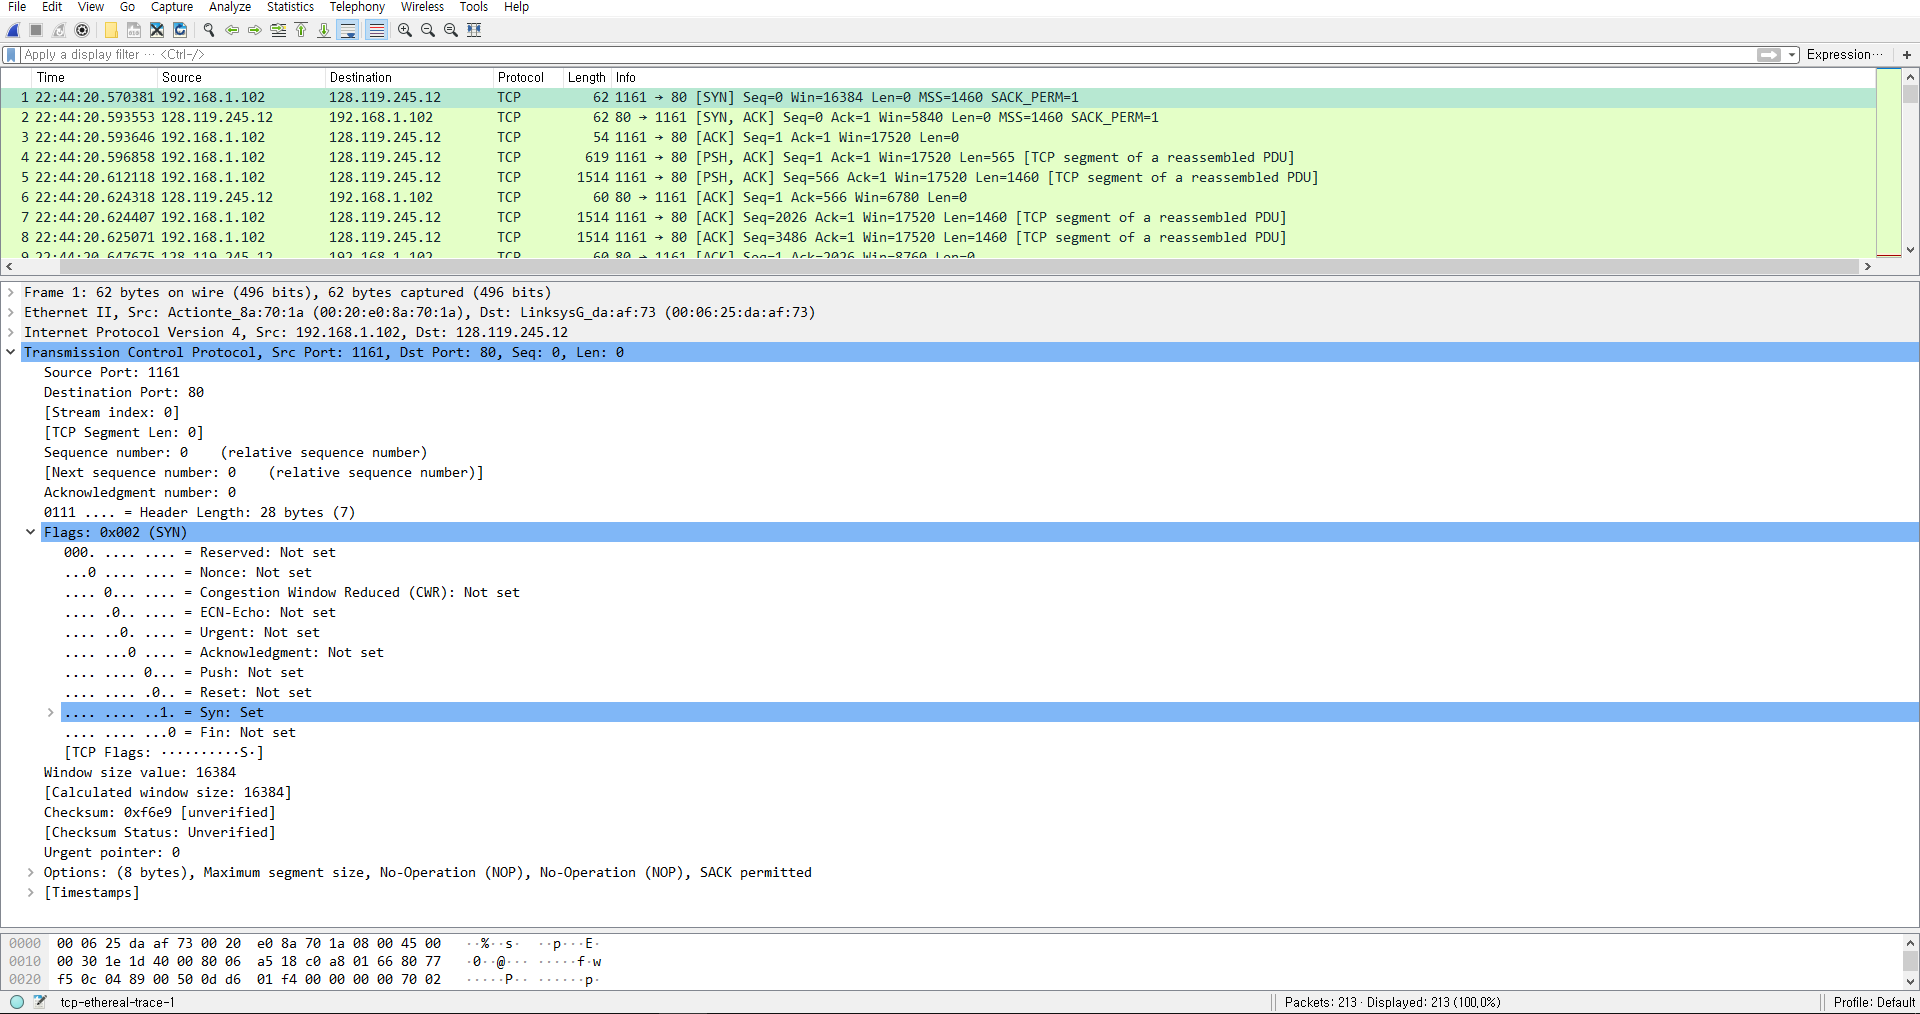 File Edit View Go Capture Analyze Statistics Telephony Wireless Tools Help
Apply a display filter ··· <Ctrl-/> Expression··· +
Time Source Destination Protocol Length Info
1 22:44:20.570381 192.168.1.102 128.119.245.12 TCP 62 1161 → 80 [SYN] Seq=0 Win=16384 Len=0 MSS=1460 SACK_PERM=1
2 22:44:20.593553 128.119.245.12 192.168.1.102 TCP 62 80 → 1161 [SYN, ACK] Seq=0 Ack=1 Win=5840 Len=0 MSS=1460 SACK_PERM=1
3 22:44:20.593646 192.168.1.102 128.119.245.12 TCP 54 1161 → 80 [ACK] Seq=1 Ack=1 Win=17520 Len=0
4 22:44:20.596858 192.168.1.102 128.119.245.12 TCP 619 1161 → 80 [PSH, ACK] Seq=1 Ack=1 Win=17520 Len=565 [TCP segment of a reassembled PDU]
5 22:44:20.612118 192.168.1.102 128.119.245.12 TCP 1514 1161 → 80 [PSH, ACK] Seq=566 Ack=1 Win=17520 Len=1460 [TCP segment of a reassembled PDU]
6 22:44:20.624318 128.119.245.12 192.168.1.102 TCP 60 80 → 1161 [ACK] Seq=1 Ack=566 Win=6780 Len=0
7 22:44:20.624407 192.168.1.102 128.119.245.12 TCP 1514 1161 → 80 [ACK] Seq=2026 Ack=1 Win=17520 Len=1460 [TCP segment of a reassembled PDU]
8 22:44:20.625071 192.168.1.102 128.119.245.12 TCP 1514 1161 → 80 [ACK] Seq=3486 Ack=1 Win=17520 Len=1460 [TCP segment of a reassembled PDU]
9 22:44:20.647675 128.119.245.12 192.168.1.102 TCP 60 80 → 1161 [ACK] Seq=1 Ack=2026 Win=8760 Len=0
Frame 1: 62 bytes on wire (496 bits), 62 bytes captured (496 bits)
Ethernet II, Src: Actionte_8a:70:1a (00:20:e0:8a:70:1a), Dst: LinksysG_da:af:73 (00:06:25:da:af:73)
Internet Protocol Version 4, Src: 192.168.1.102, Dst: 128.119.245.12
Transmission Control Protocol, Src Port: 1161, Dst Port: 80, Seq: 0, Len: 0
Source Port: 1161
Destination Port: 80
[Stream index: 0]
[TCP Segment Len: 0]
Sequence number: 0 (relative sequence number)
[Next sequence number: 0 (relative sequence number)]
Acknowledgment number: 0
0111 .... = Header Length: 28 bytes (7)
Flags: 0x002 (SYN)
000. .... .... = Reserved: Not set
...0 .... .... = Nonce: Not set
.... 0... .... = Congestion Window Reduced (CWR): Not set
.... .0.. .... = ECN-Echo: Not set
.... ..0. .... = Urgent: Not set
.... ...0 .... = Acknowledgment: Not set
.... .... 0... = Push: Not set
.... .... .0.. = Reset: Not set
.... .... ..1. = Syn: Set
.... .... ...0 = Fin: Not set
[TCP Flags: ··········S·]
Window size value: 16384
[Calculated window size: 16384]
Checksum: 0xf6e9 [unverified]
[Checksum Status: Unverified]
Urgent pointer: 0
Options: (8 bytes), Maximum segment size, No-Operation (NOP), No-Operation (NOP), SACK permitted
[Timestamps]
0000 00 06 25 da af 73 00 20 e0 8a 70 1a 08 00 45 00 ··%··s· ··p···E·
0010 00 30 1e 1d 40 00 80 06 a5 18 c0 a8 01 66 80 77 ·0··@··· ·····f·w
0020 f5 0c 04 89 00 50 0d d6 01 f4 00 00 00 00 70 02 ·····P·· ······p·
tcp-ethereal-trace-1 Packets: 213 · Displayed: 213 (100.0%) Profile: Default